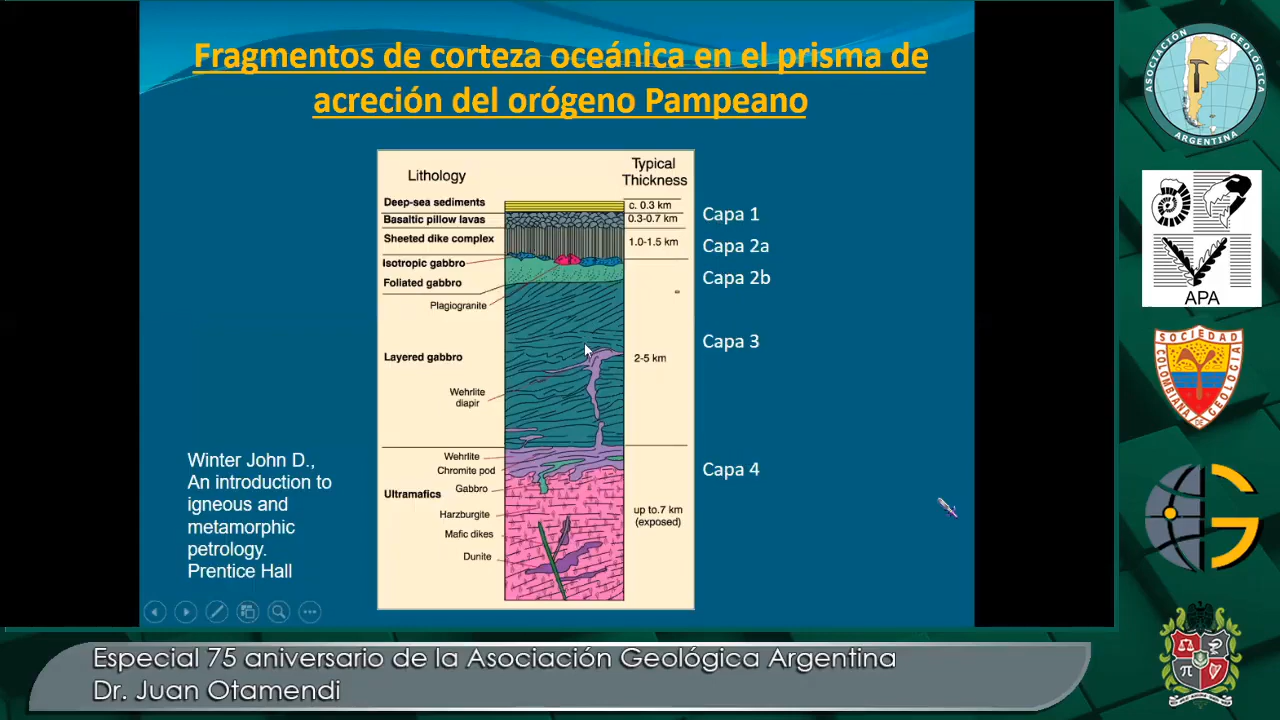 Fragmentos de corteza oceánica en el prisma de
acreción del orógeno Pampeano
Lithology
Typical
Thickness
Deep-sea sediments
c. 0.3 km
Basaltic pillow lavas
0.3-0.7 km
Capa 1
Sheeted dike complex
1.0-1.5 km
Capa 2a
Isotropic gabbro
Foliated gabbro
Capa 2b
Plagiogranite
Capa 3
Layered gabbro
2-5 km
Wehrlite
diapir
Wehrlite
Chromite pod
Capa 4
Gabbro
Ultramafics
Harzburgite
up to.7 km
(exposed)
Mafic dikes
Dunite
Winter John D.,
An introduction to
igneous and
metamorphic
petrology.
Prentice Hall
ASOCIACIÓN GEOLÓGICA
ARGENTINA
APA
SOCIEDAD
COLOMBIANA DE GEOLOGIA
Especial 75 aniversario de la Asociación Geológica Argentina
Dr. Juan Otamendi